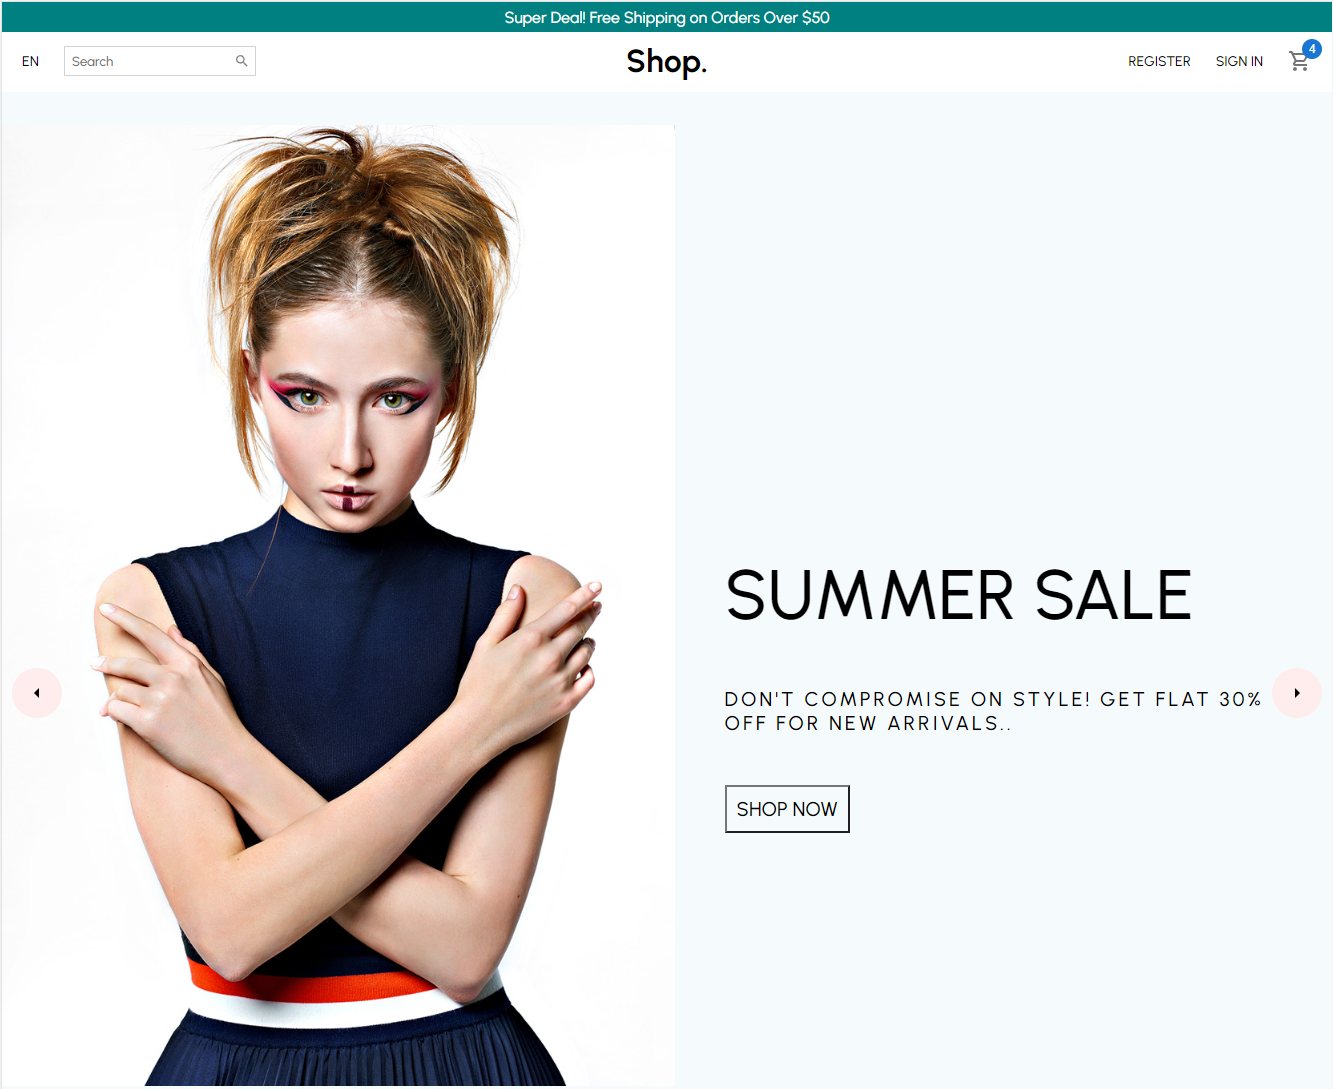 Super Deal! Free Shipping on Orders Over $50
EN
Search
Shop.
REGISTER
SIGN IN
4
SUMMER SALE
DON'T COMPROMISE ON STYLE! GET FLAT 30%
OFF FOR NEW ARRIVALS..
SHOP NOW